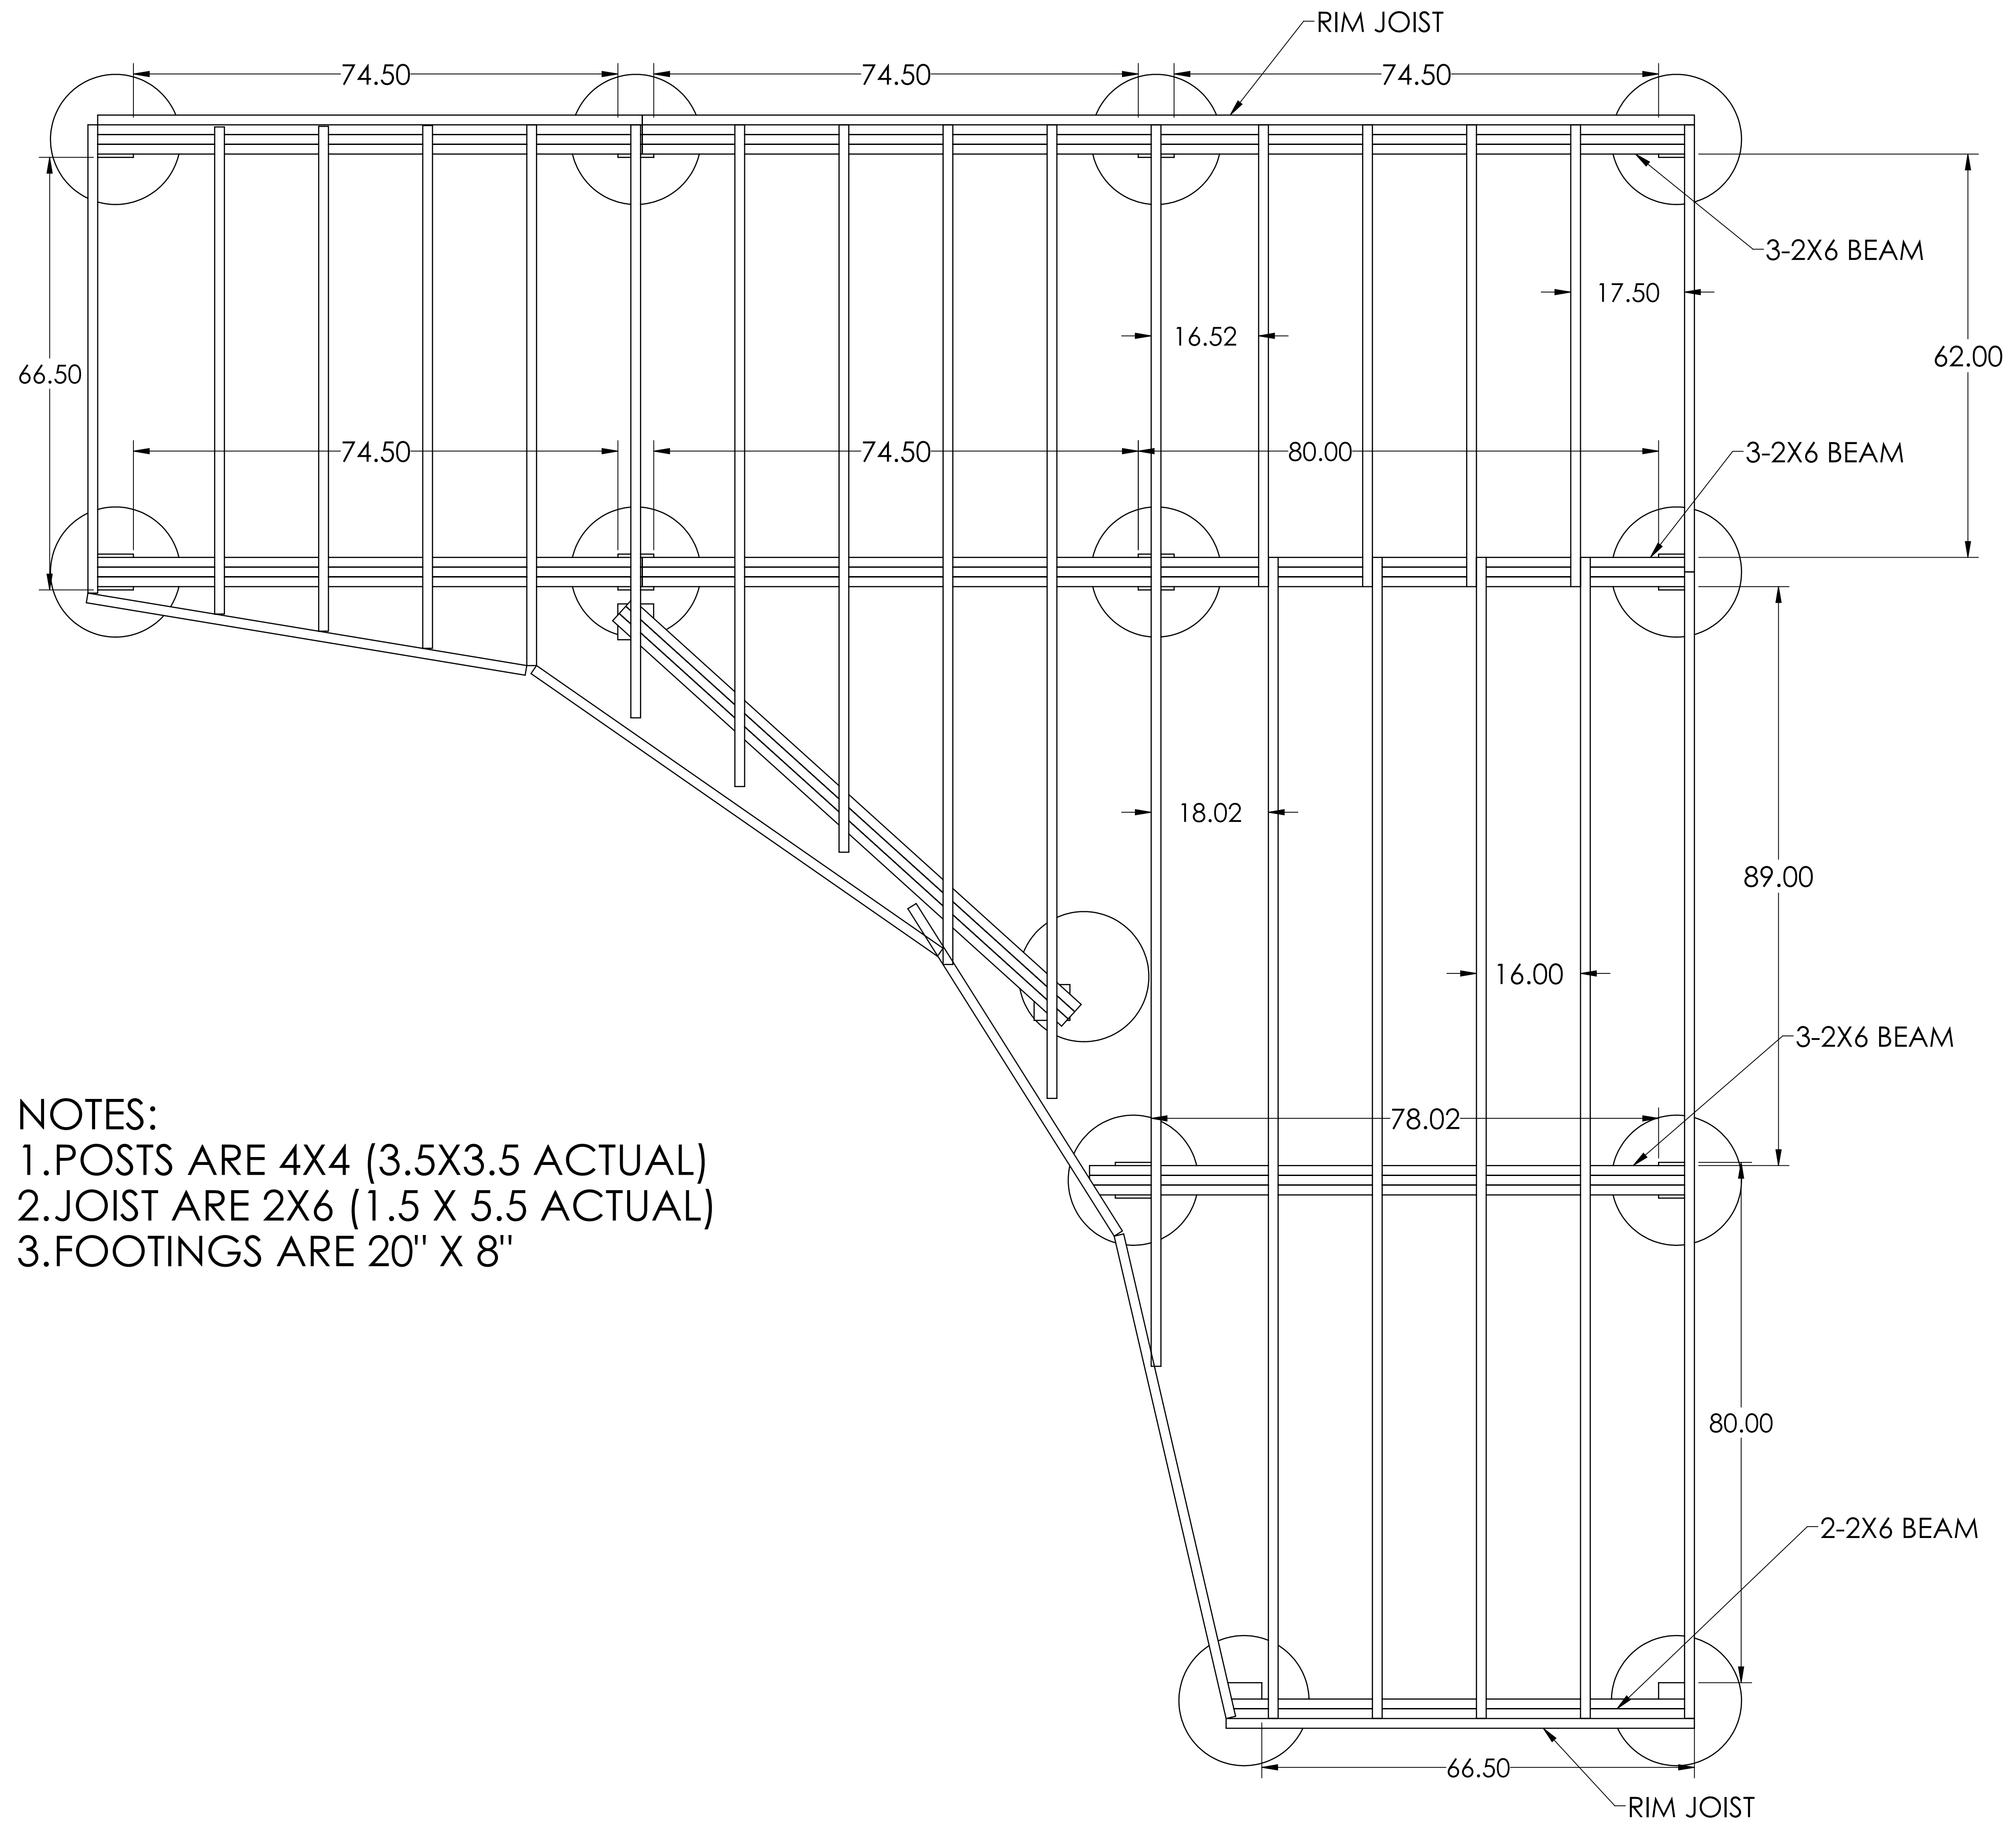 RIM JOIST
74.50
74.50
74.50
3-2X6 BEAM
17.50
16.52
62.00
66.50
74.50
74.50
80.00
3-2X6 BEAM
18.02
89.00
16.00
3-2X6 BEAM
78.02
NOTES:
1.POSTS ARE 4X4 (3.5X3.5 ACTUAL)
2.JOIST ARE 2X6 (1.5 X 5.5 ACTUAL)
3.FOOTINGS ARE 20" X 8"
80.00
2-2X6 BEAM
66.50
RIM JOIST